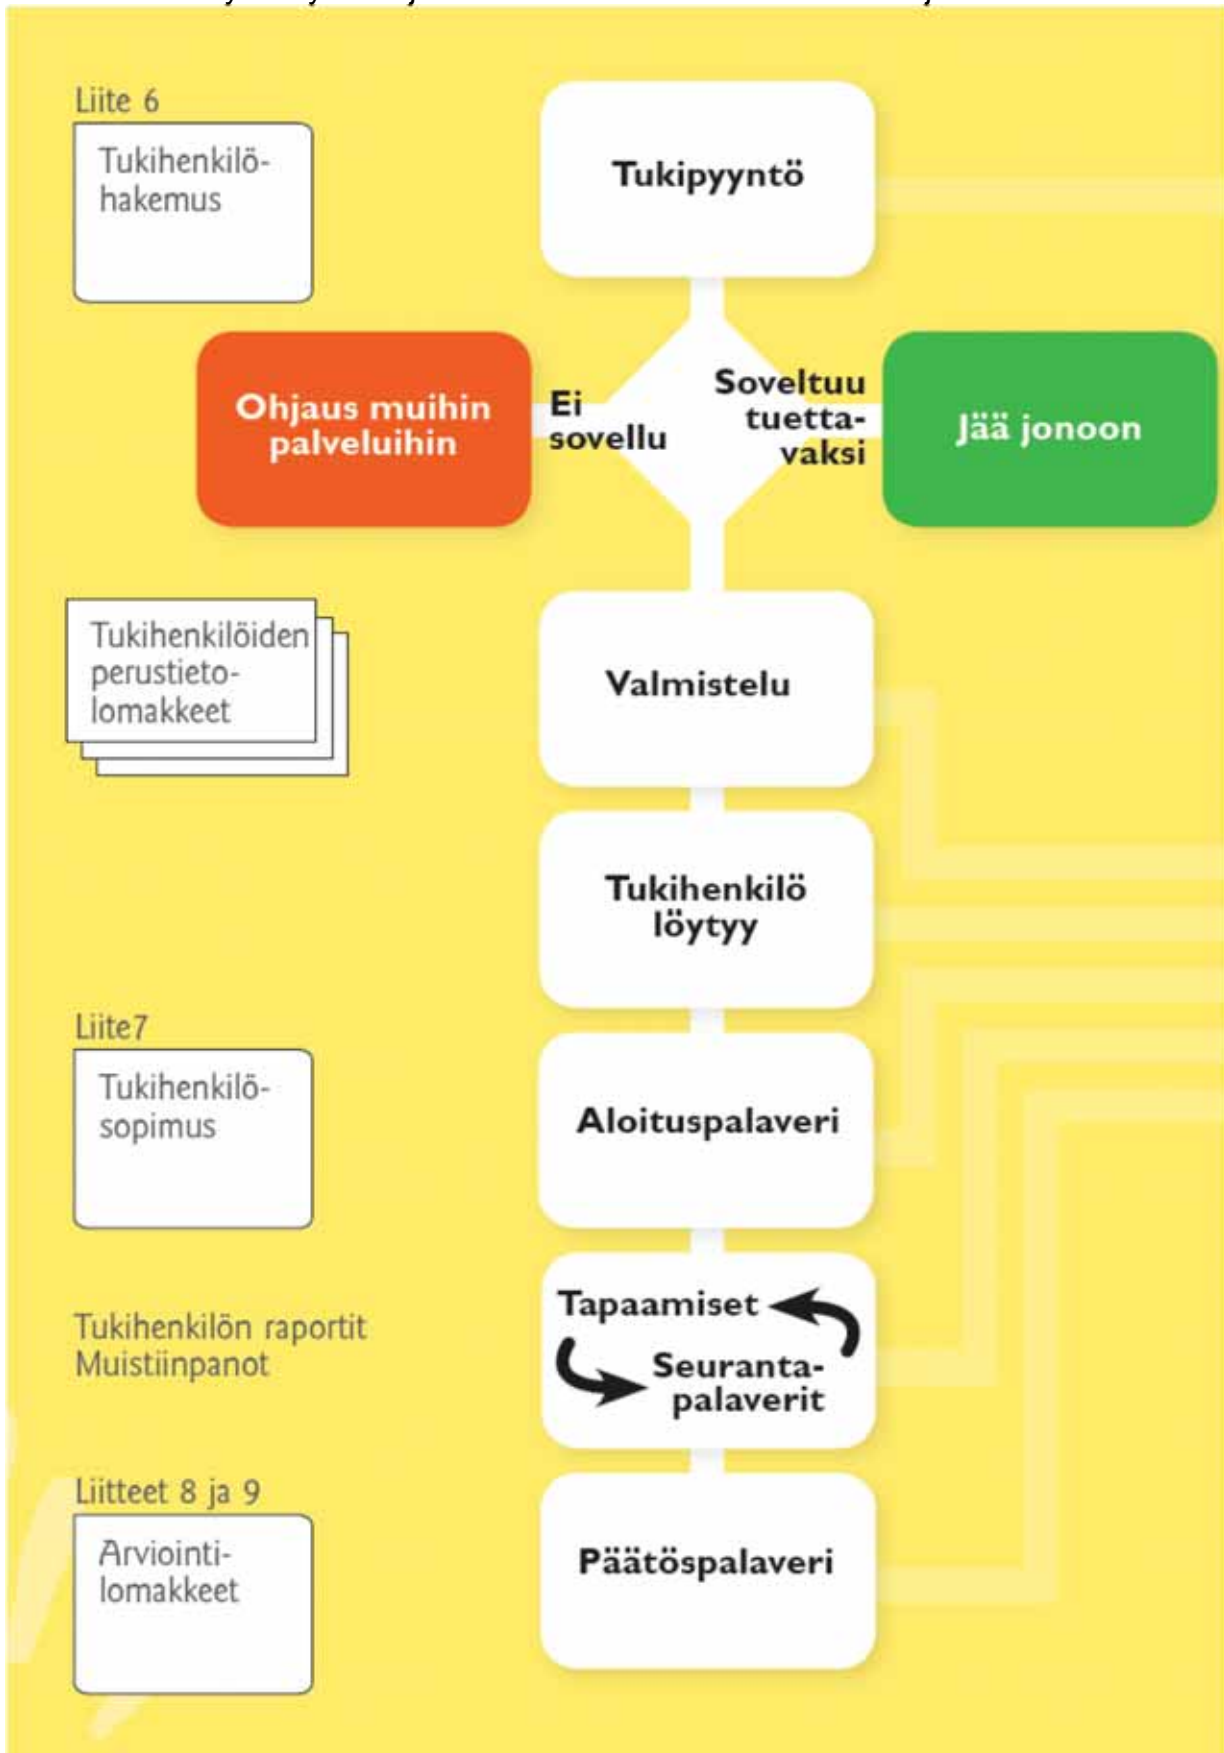 Liite 6
Tukihenkilö-
hakemus
Tukipyyntö
Ohjaus muihin
palveluihin
Ei
sovellu
Soveltuu
tuetta-
vaksi
Jää jonoon
Tukihenkilöiden
perustieto-
lomakkeet
Valmistelu
Tukihenkilö
löytyy
Liite7
Tukihenkilö-
sopimus
Aloituspalaveri
Tukihenkilön raportit
Muistiinpanot
Tapaamiset
Seuranta-
palaverit
Liitteet 8 ja 9
Arviointi-
lomakkeet
Päätöspalaveri